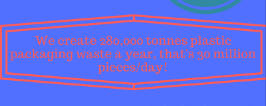 We create 280,000 tonnes plastic
packaging waste a year, that's 30 million
pieces/day!